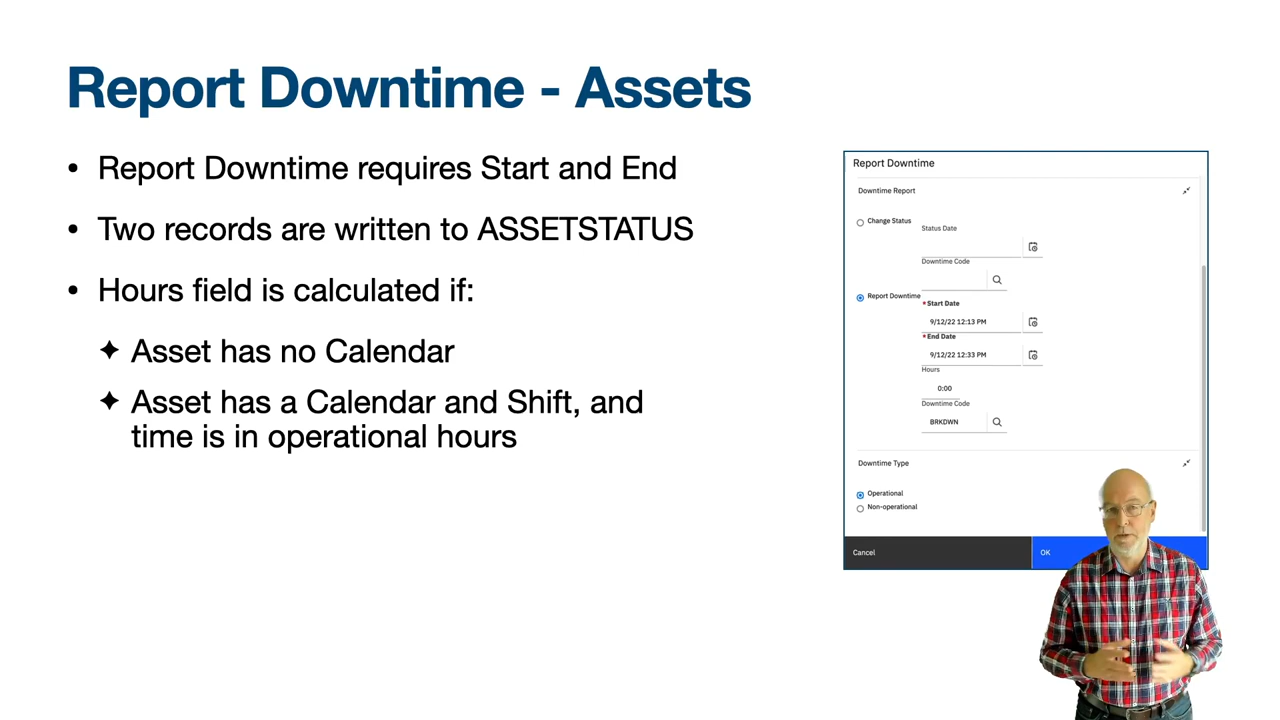 Report Downtime - Assets
• Report Downtime requires Start and End
• Two records are written to ASSETSTATUS
• Hours field is calculated if:
✦ Asset has no Calendar
✦ Asset has a Calendar and Shift, and
time is in operational hours
Report Downtime
Downtime Report
Change Status
Status Date
Downtime Code
Report Downtime
* Start Date
9/12/22 12:13 PM
* End Date
9/12/22 12:33 PM
Hours
0:00
Downtime Code
BRKDWN
Downtime Type
Operational
Non-operational
Cancel
OK